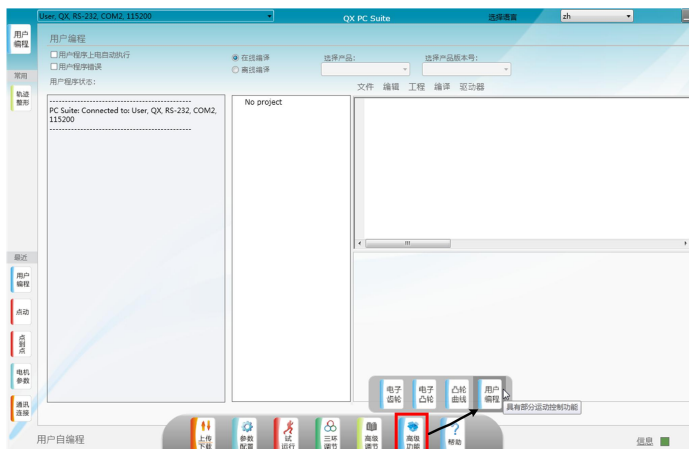 User, QX, RS-232, COM2, 115200
QX PC Suite
选择语言
zh
用户
编程
用户编程
用户程序上电自动执行
用户程序错误
用户程序状态:
在线编译
离线编译
选择产品:
选择产品版本号:
文件 编辑 工程 编译 驱动器
常用
轨迹
整形
PC Suite: Connected to: User, QX, RS-232, COM2,
115200
No project
最近
用户
编程
点动
点
到
点
电机
参数
通讯
连接
电子
齿轮
电子
凸轮
凸轮
曲线
用户
编程
具有部分运动控制功能
用户自编程
上传
下载
参数
配置
试
运行
三环
调节
高级
调节
高级
功能
帮助
信息